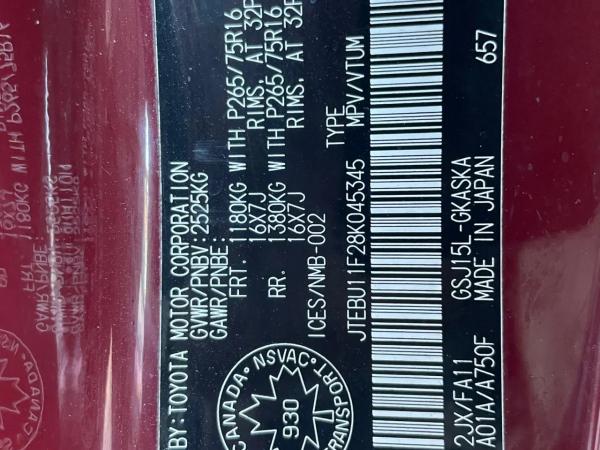 BY:TOYOTA MOTOR CORPORATION
GVWR/PNBV:2525KG
GAWR/PNBE:
FRT. 1180KG WITH P265/75R16
16X7J RIMS. AT 32P
RR. 1380KG WITH P265/75R16
16X7J RIMS. AT 32P
ICES/NMB-002
CANADA NSVAC TRANSPORT
930
JTEBU11F28K045345 TYPE MPV/VTUM
2JX/FA11 GSJ15L-GKASKA 657
A01A/A750F MADE IN JAPAN